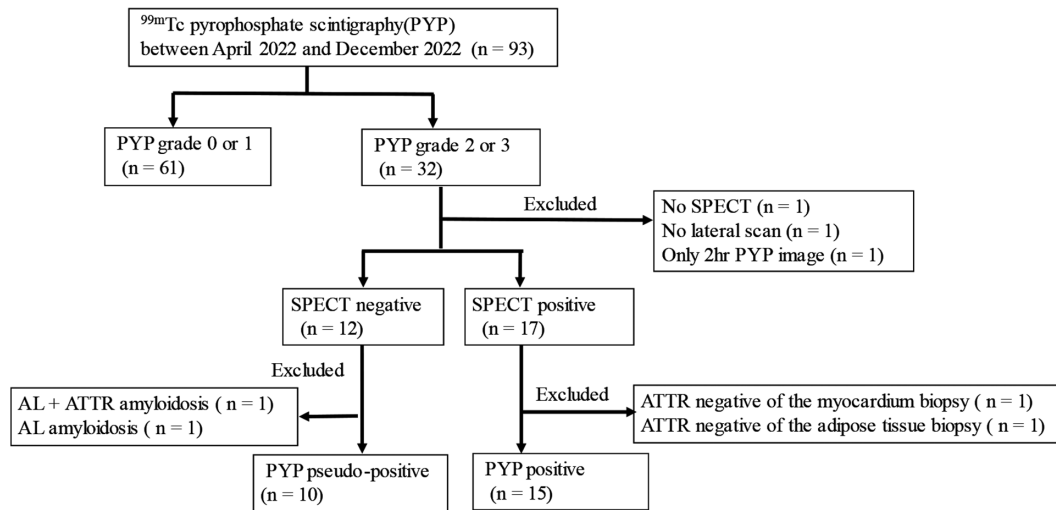 ⁹⁹ᵐTc pyrophosphate scintigraphy(PYP)
between April 2022 and December 2022 (n = 93)
PYP grade 0 or 1
(n = 61)
PYP grade 2 or 3
(n = 32)
Excluded
No SPECT (n = 1)
No lateral scan (n = 1)
Only 2hr PYP image (n = 1)
SPECT negative
(n = 12)
SPECT positive
(n = 17)
Excluded
AL + ATTR amyloidosis ( n = 1)
AL amyloidosis ( n = 1)
Excluded
ATTR negative of the myocardium biopsy ( n = 1)
ATTR negative of the adipose tissue biopsy ( n = 1)
PYP pseudo-positive
(n = 10)
PYP positive
(n = 15)